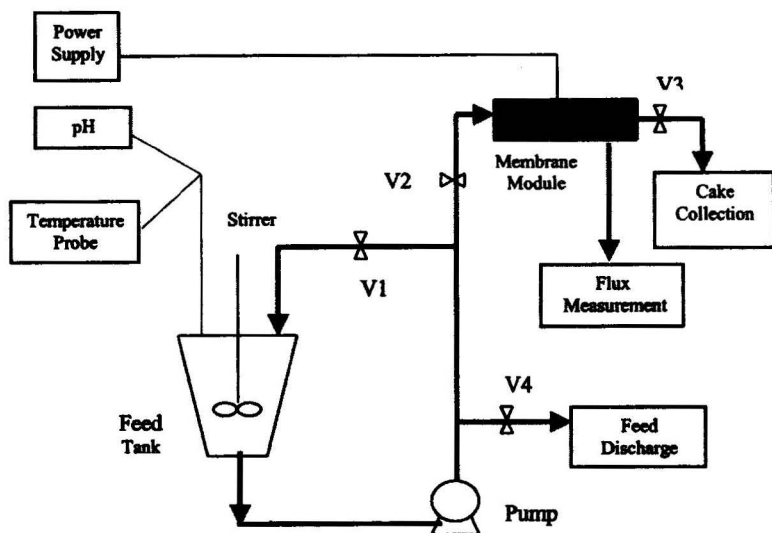 Power
Supply
pH
Temperature
Probe
Stirrer
V1
V2
V3
Membrane
Module
Cake
Collection
Flux
Measurement
V4
Feed
Discharge
Feed
Tank
Pump